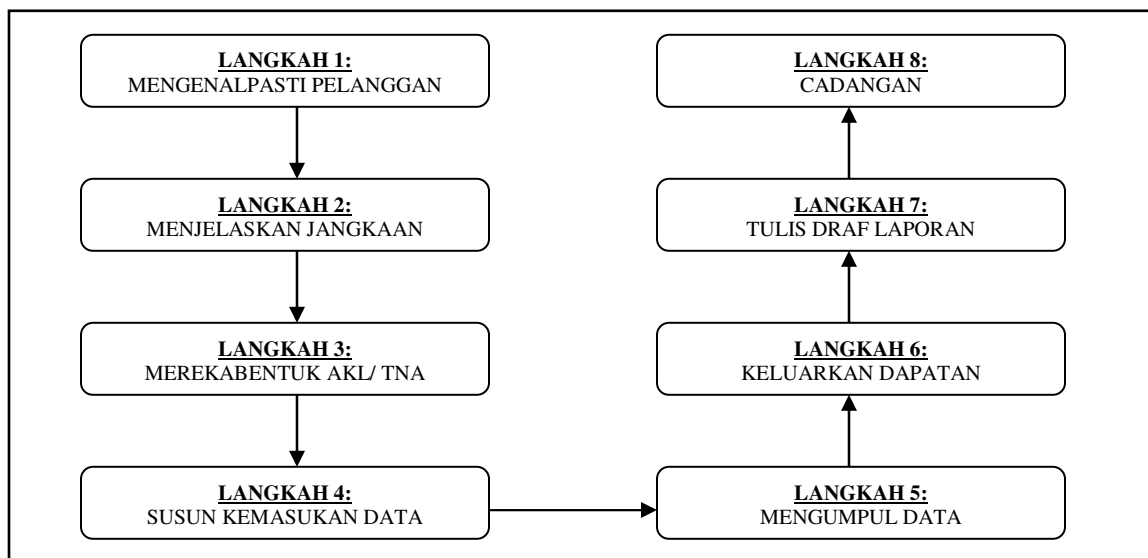 LANGKAH 1:
MENGENALPASTI PELANGGAN
LANGKAH 2:
MENJELASKAN JANGKAAN
LANGKAH 3:
MEREKABENTUK AKL/ TNA
LANGKAH 4:
SUSUN KEMASUKAN DATA
LANGKAH 5:
MENGUMPUL DATA
LANGKAH 6:
KELUARKAN DAPATAN
LANGKAH 7:
TULIS DRAF LAPORAN
LANGKAH 8:
CADANGAN